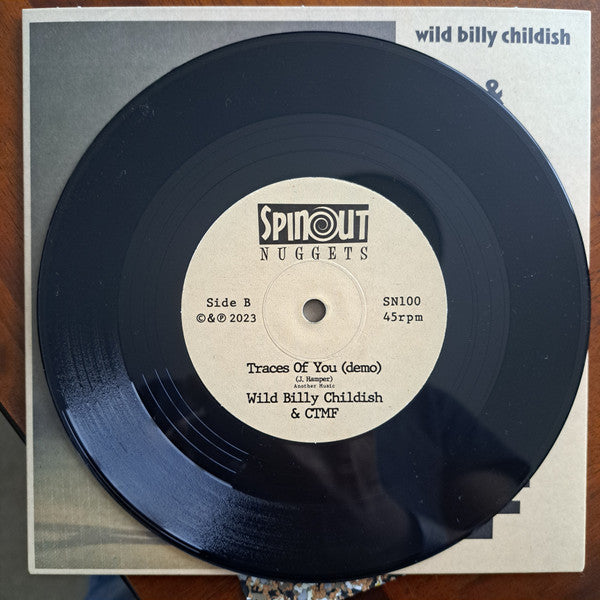 wild billy childish
&
SPINOUT
NUGGETS
Side B
SN100
©&℗ 2023
45rpm
Traces Of You (demo)
(J. Hamper)
Another Music
Wild Billy Childish
& CTMF